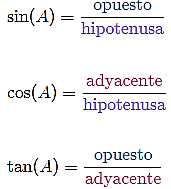 sin(A) = opuesto / hipotenusa
cos(A) = adyacente / hipotenusa
tan(A) = opuesto / adyacente